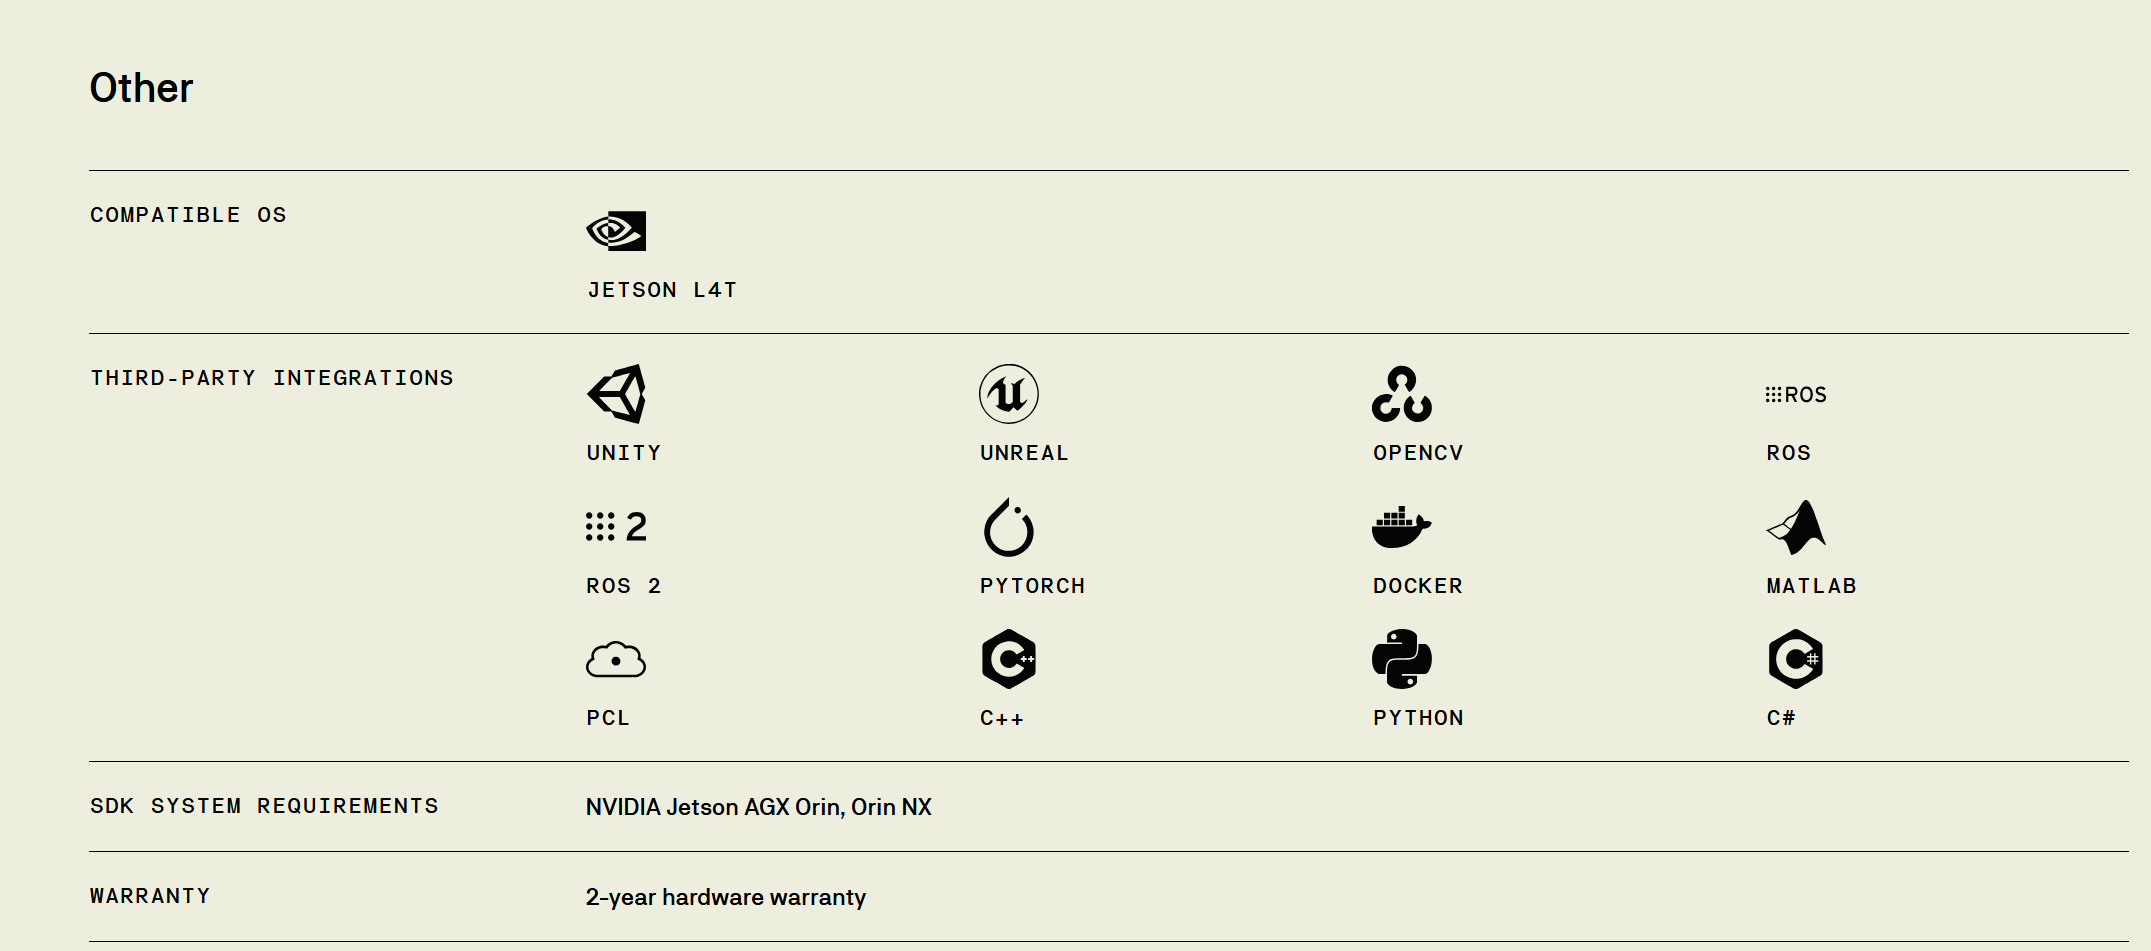 Other
COMPATIBLE OS
JETSON L4T
THIRD-PARTY INTEGRATIONS
ROS
UNITY
UNREAL
OPENCV
ROS
2
ROS 2
PYTORCH
DOCKER
MATLAB
C++
C#
PCL
C++
PYTHON
C#
SDK SYSTEM REQUIREMENTS
NVIDIA Jetson AGX Orin, Orin NX
WARRANTY
2-year hardware warranty